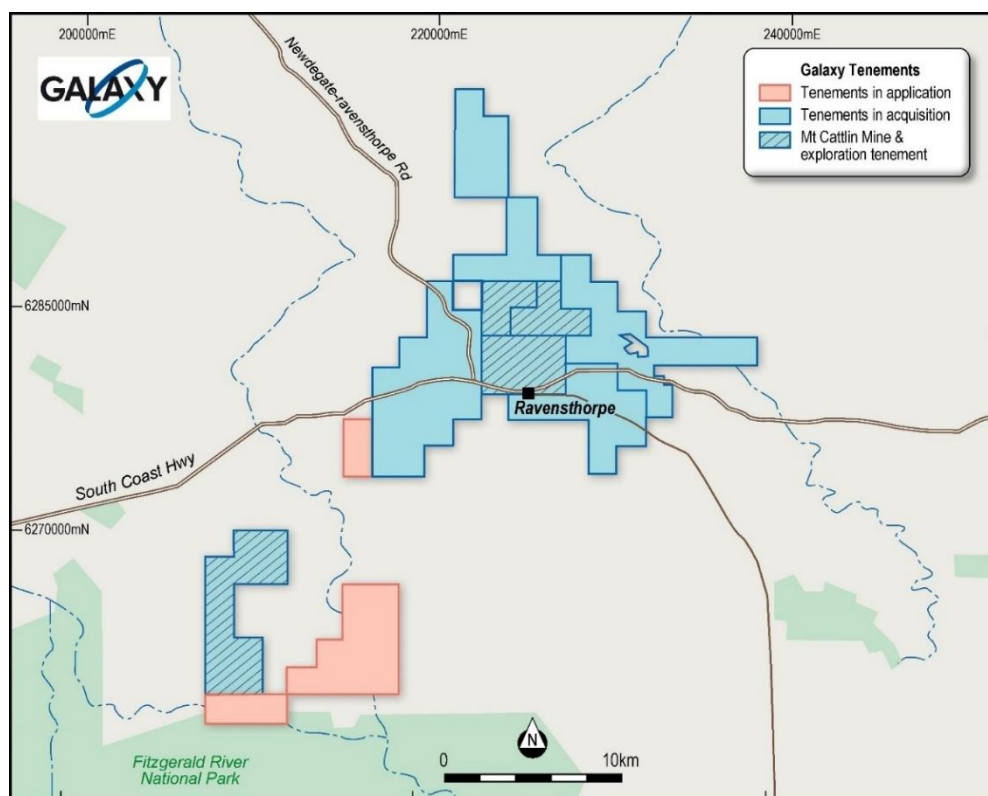 200000mE
220000mE
240000mE
GALAXY
Newdegate-ravensthorpe Rd
Galaxy Tenements
Tenements in application
Tenements in acquisition
Mt Cattlin Mine &
exploration tenement
6285000mN
Ravensthorpe
South Coast Hwy
6270000mN
Fitzgerald River
National Park
N
0
10km